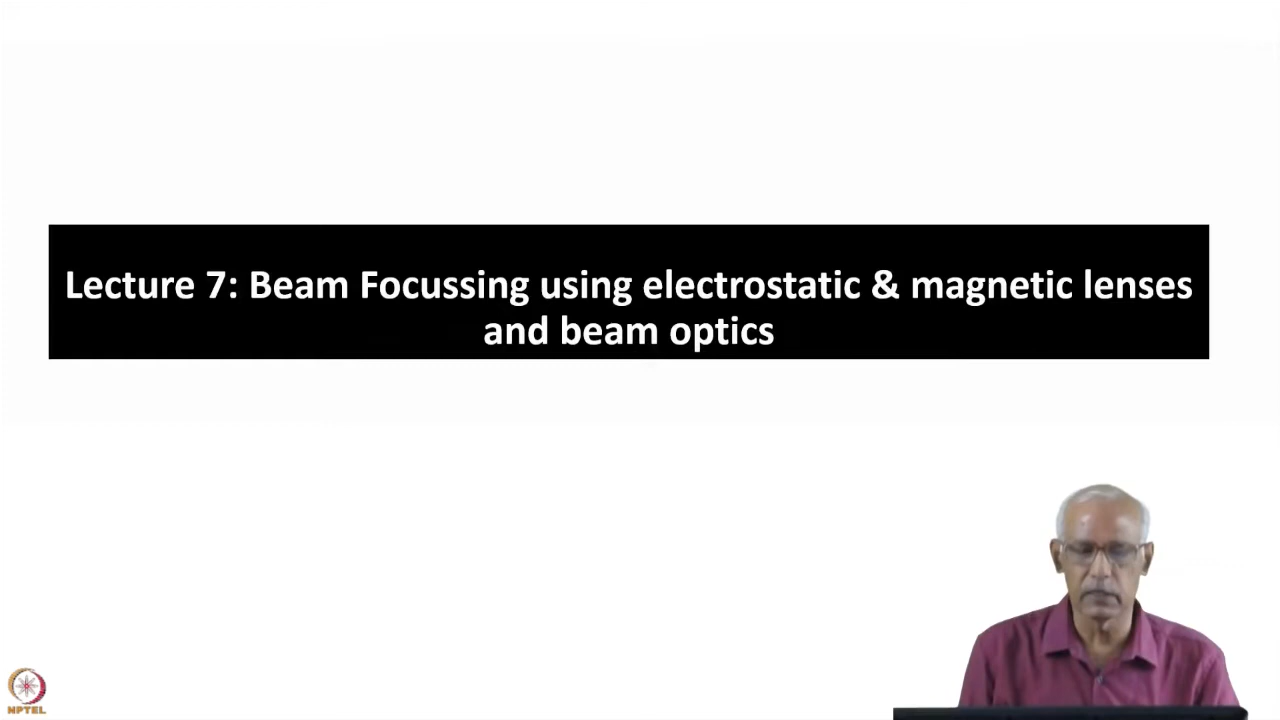 Lecture 7: Beam Focussing using electrostatic & magnetic lenses
and beam optics
NPTEL